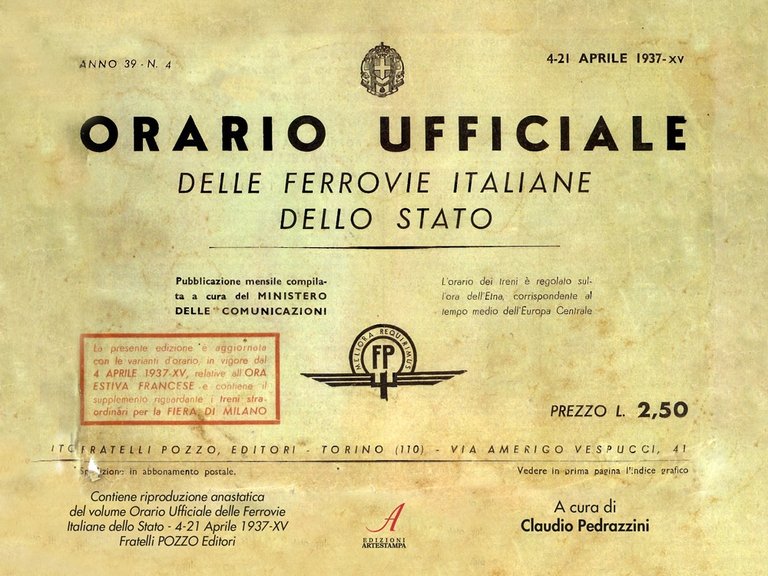 ANNO 39 - N. 4
4-21 APRILE 1937-XV
ORARIO UFFICIALE
DELLE FERROVIE ITALIANE
DELLO STATO
Pubblicazione mensile compila-
ta a cura del MINISTERO
DELLE COMUNICAZIONI
L'orario dei treni è regolato sul-
l'ora dell'Etna, corrispondente al
tempo medio dell'Europa Centrale
La presente edizione è aggiornata
con le varianti d'orario, in vigore dal
4 APRILE 1937-XV, relative all'ORA
ESTIVA FRANCESE e contiene il
supplemento riguardante i treni stra-
ordinari per la FIERA DI MILANO
MELIORA REQUIRIMUS
FP
PREZZO L. 2,50
FRATELLI POZZO, EDITORI - TORINO (110) - VIA AMERIGO VESPUCCI, 41
Spedizione in abbonamento postale.
Vedere in prima pagina l'indice grafico
Contiene riproduzione anastatica
del volume Orario Ufficiale delle Ferrovie
Italiane dello Stato - 4-21 Aprile 1937-XV
Fratelli POZZO Editori
A
EDIZIONI
ARTESTAMPA
A cura di
Claudio Pedrazzini